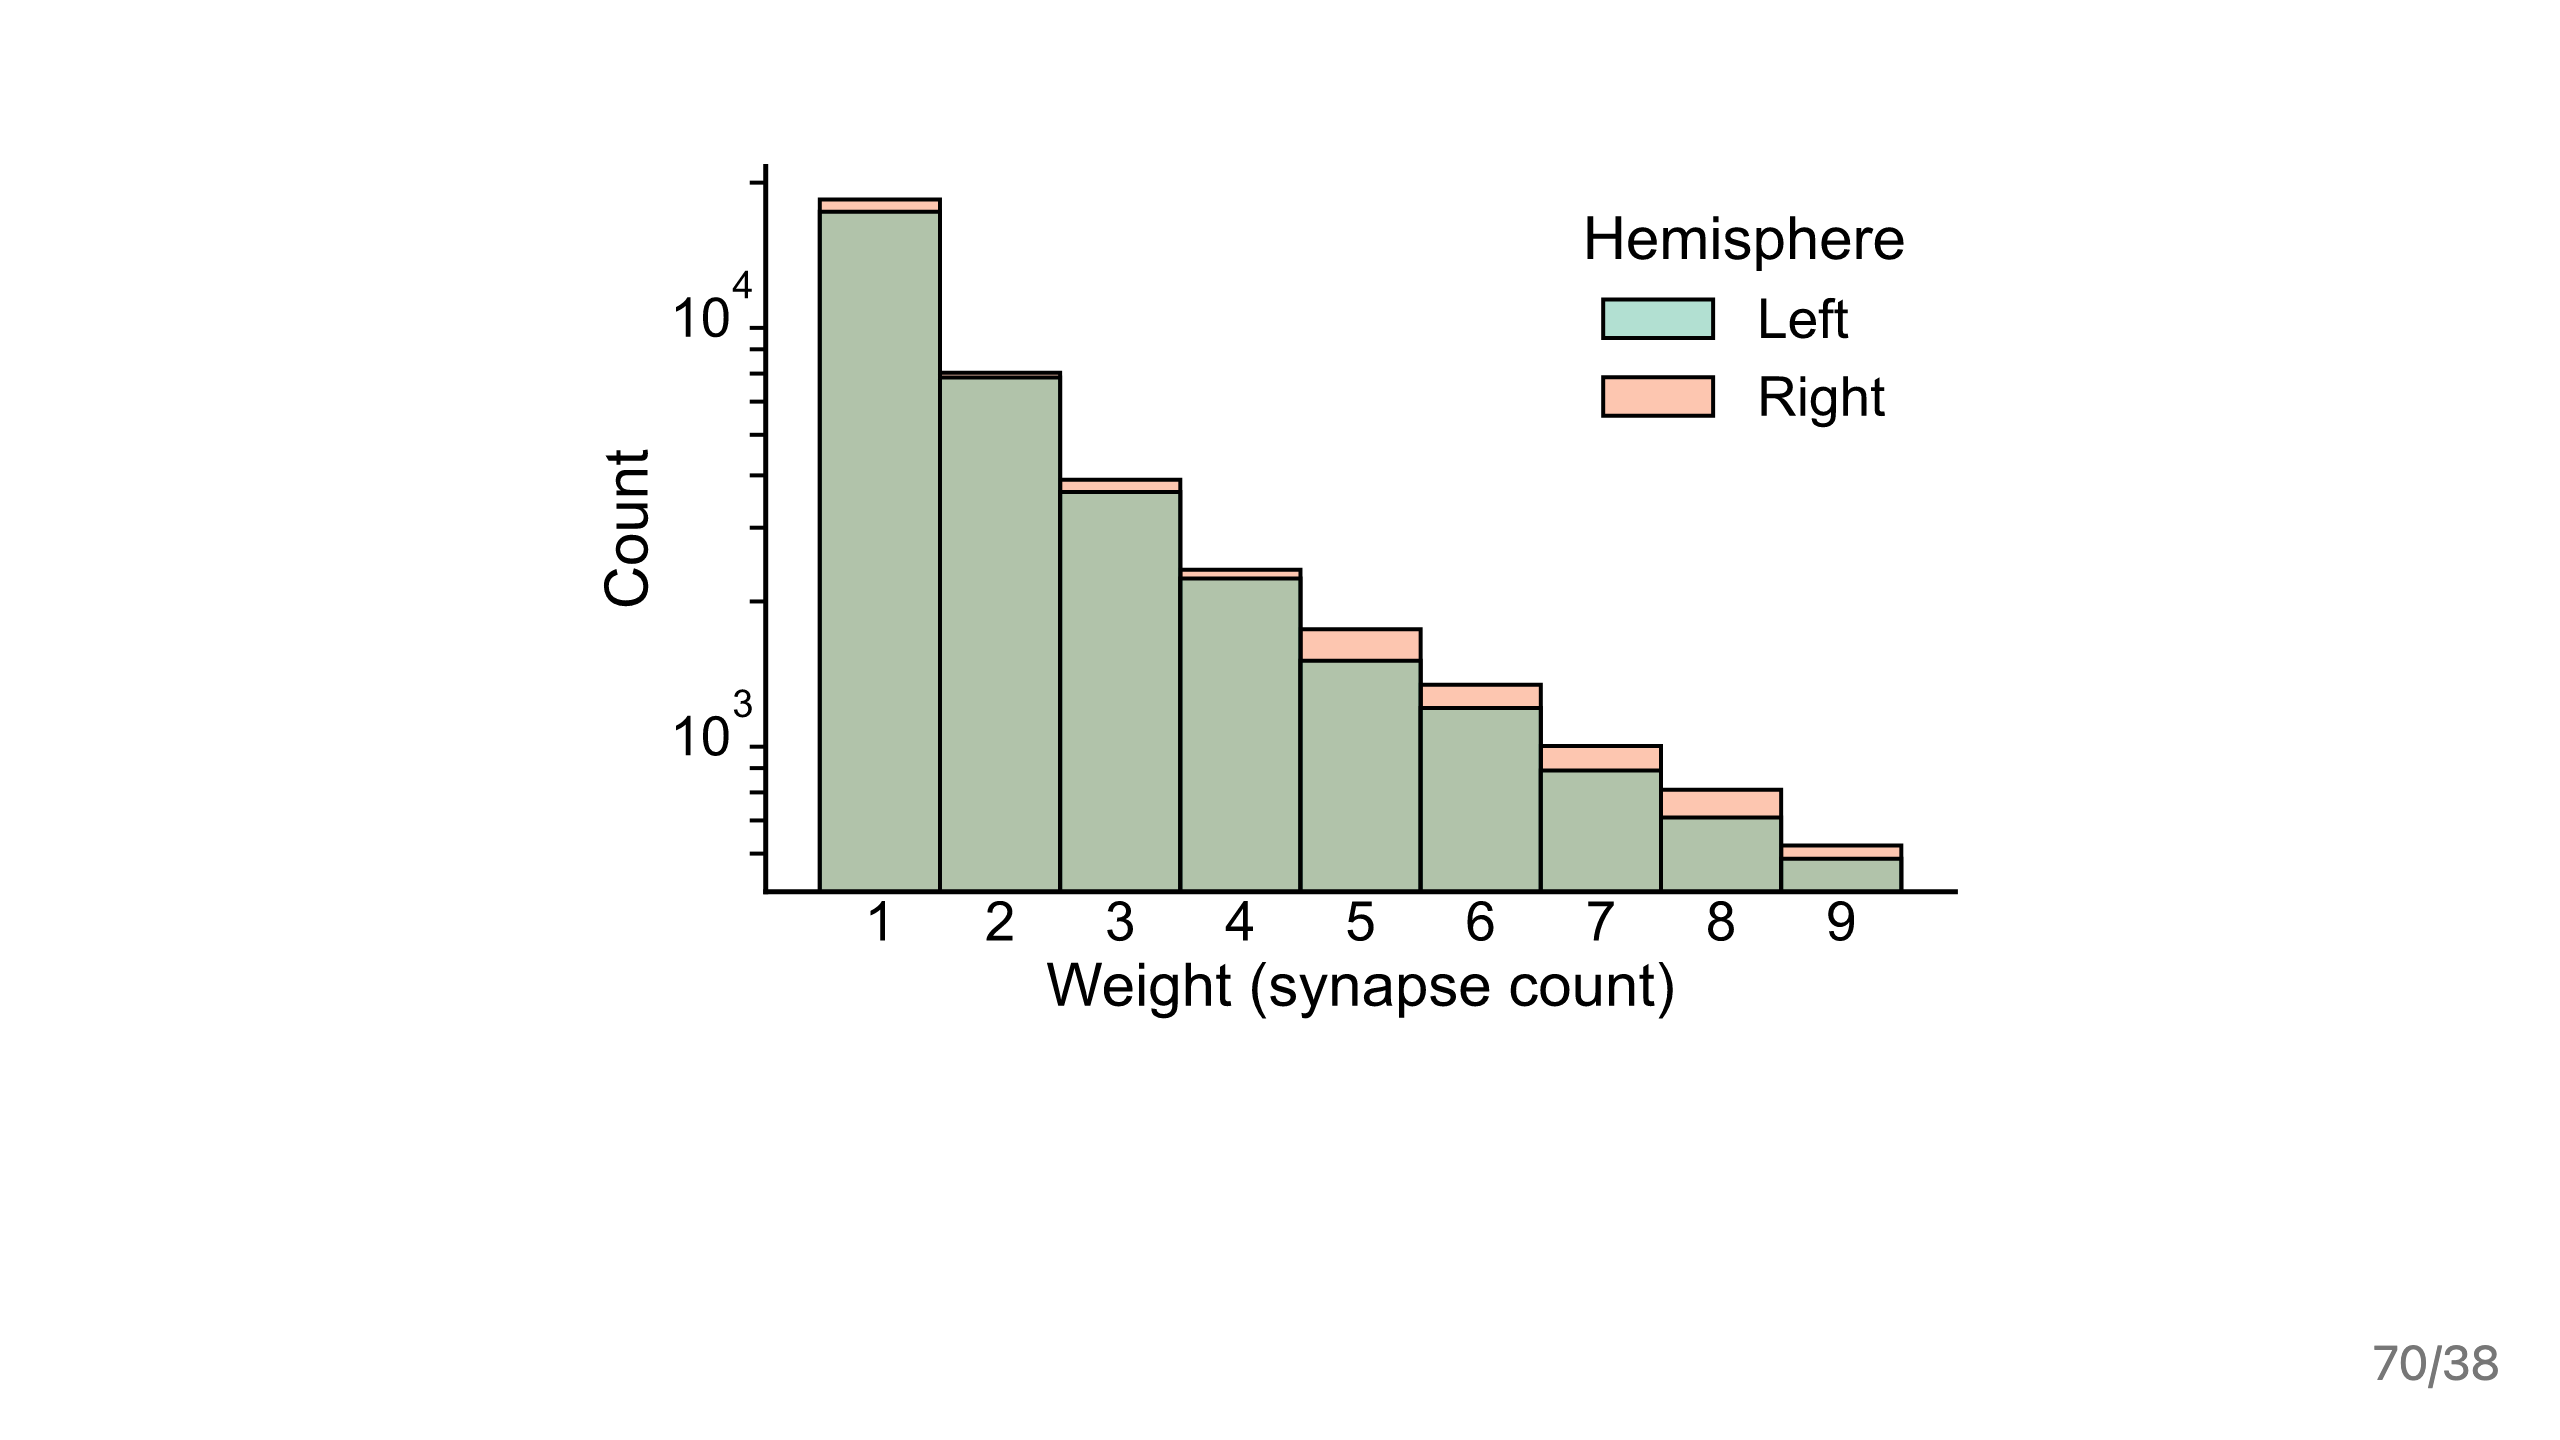 Hemisphere
Left
Right
Count
10^4
10^3
1 2 3 4 5 6 7 8 9
Weight (synapse count)
70/38